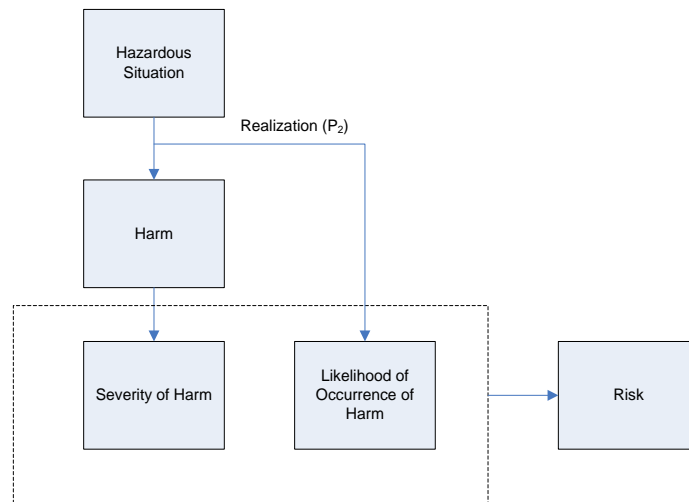 Hazardous
Situation
Realization (P₂)
Harm
Severity of Harm
Likelihood of
Occurrence of
Harm
Risk